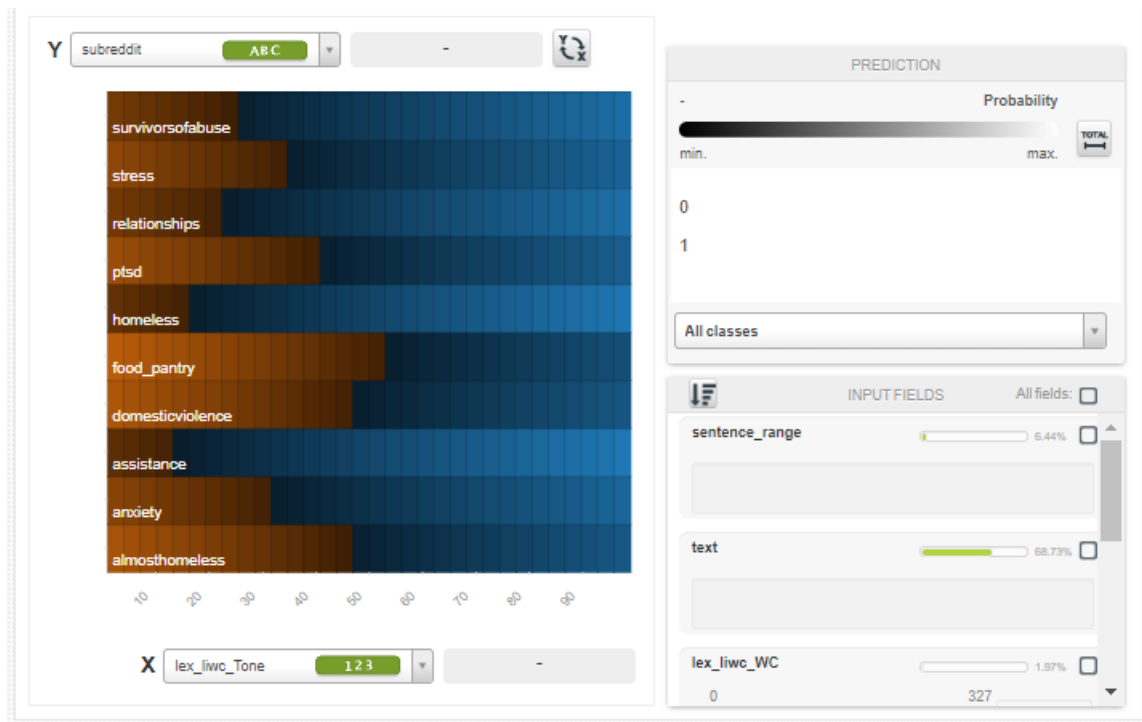 Y subreddit ABC -
Y X
survivorsofabuse
stress
relationships
ptsd
homeless
food_pantry
domesticviolence
assistance
anxiety
almosthomeless
10 20 30 40 50 60 70 80 90
X lex_liwc_Tone 123 -
PREDICTION
- Probability
min. max.
TOTAL
0
1
All classes
INPUT FIELDS All fields:
sentence_range 6.44%
text 68.73%
lex_liwc_WC 1.97%
0 327